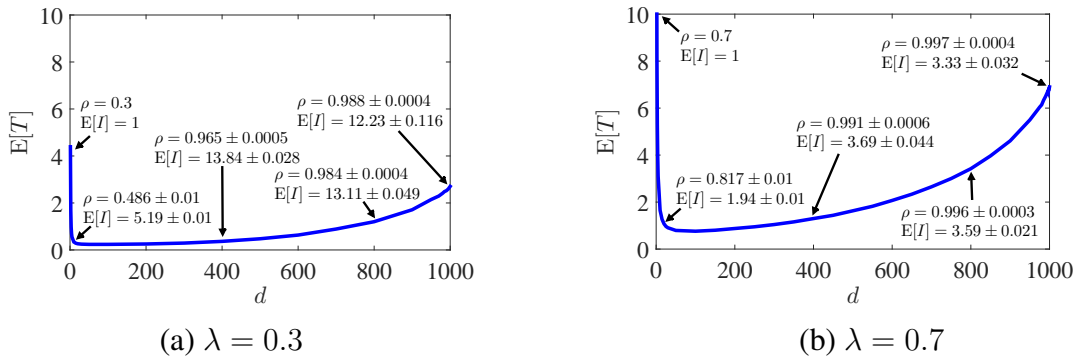 10
8
6
4
2
0
E[T]
ρ = 0.3
E[I] = 1
ρ = 0.486 ± 0.01
E[I] = 5.19 ± 0.01
ρ = 0.965 ± 0.0005
E[I] = 13.84 ± 0.028
ρ = 0.988 ± 0.0004
E[I] = 12.23 ± 0.116
ρ = 0.984 ± 0.0004
E[I] = 13.11 ± 0.049
0 200 400 600 800 1000
d
(a) λ = 0.3
10
8
6
4
2
0
E[T]
ρ = 0.7
E[I] = 1
ρ = 0.817 ± 0.01
E[I] = 1.94 ± 0.01
ρ = 0.991 ± 0.0006
E[I] = 3.69 ± 0.044
ρ = 0.997 ± 0.0004
E[I] = 3.33 ± 0.032
ρ = 0.996 ± 0.0003
E[I] = 3.59 ± 0.021
0 200 400 600 800 1000
d
(b) λ = 0.7